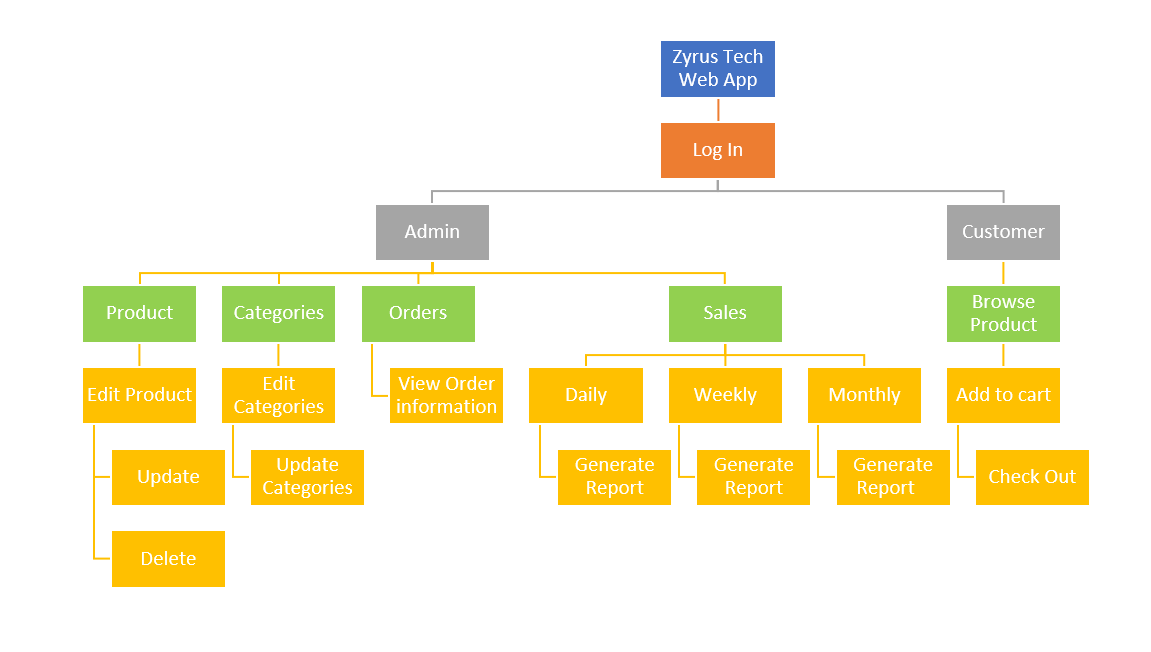 Zyrus Tech
Web App
Log In
Admin
Customer
Product
Categories
Orders
Sales
Browse
Product
Edit Product
Edit
Categories
View Order
information
Daily
Weekly
Monthly
Add to cart
Update
Update
Categories
Generate
Report
Generate
Report
Generate
Report
Check Out
Delete